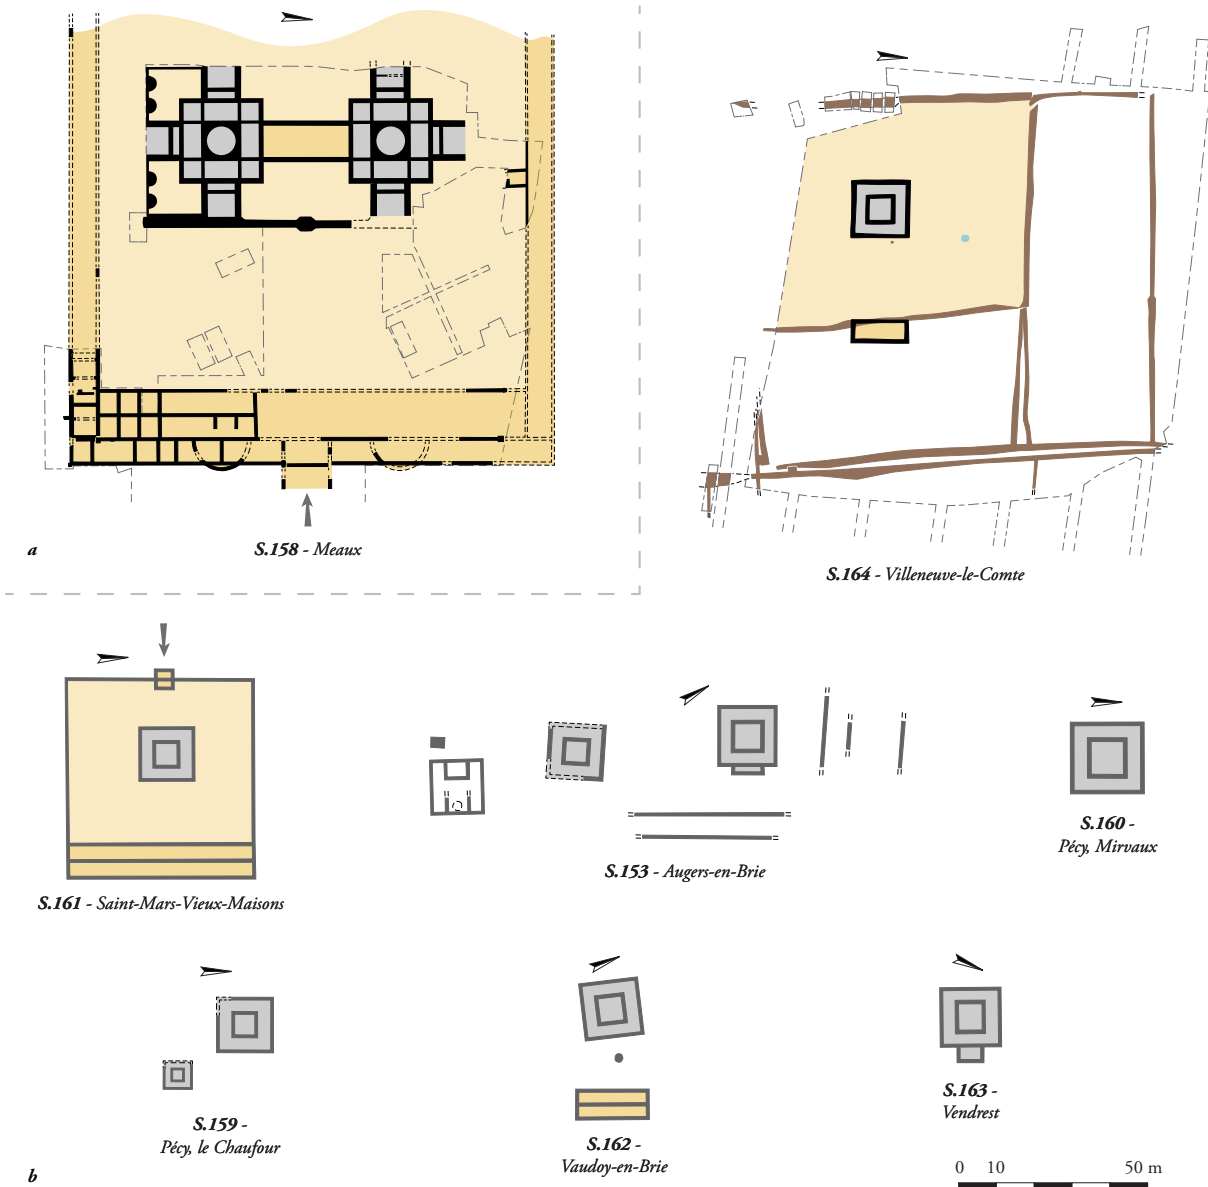 a
S.158 - Meaux
S.164 - Villeneuve-le-Comte
S.161 - Saint-Mars-Vieux-Maisons
S.153 - Augers-en-Brie
S.160 -
Pécy, Mirvaux
S.159 -
Pécy, le Chaufour
S.162 -
Vaudoy-en-Brie
S.163 -
Vendrest
b
0 10 50 m